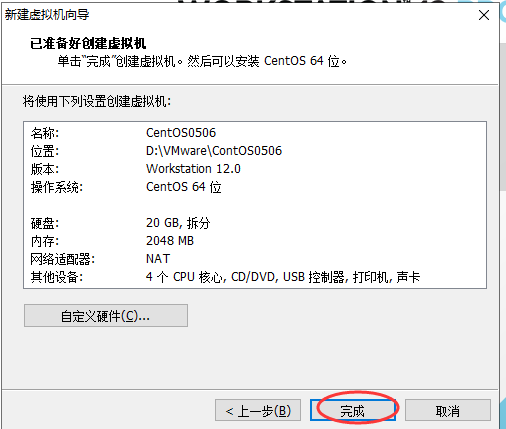 新建虚拟机向导
已准备好创建虚拟机
单击“完成”创建虚拟机。然后可以安装 CentOS 64 位。
将使用下列设置创建虚拟机:
名称: CentOS0506
位置: D:\VMware\ContOS0506
版本: Workstation 12.0
操作系统: CentOS 64 位
硬盘: 20 GB, 拆分
内存: 2048 MB
网络适配器: NAT
其他设备: 4 个 CPU 核心, CD/DVD, USB 控制器, 打印机, 声卡
自定义硬件(C)...
< 上一步(B) 完成 取消